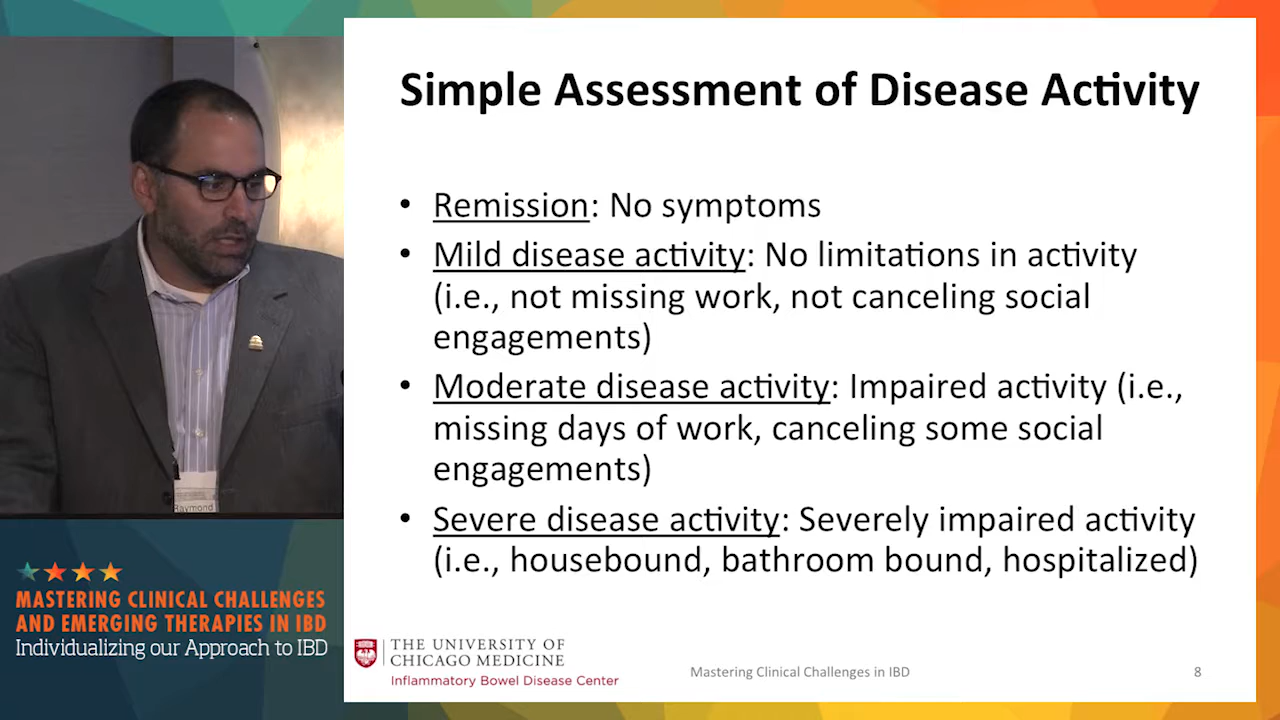 Simple Assessment of Disease Activity
• Remission: No symptoms
• Mild disease activity: No limitations in activity
(i.e., not missing work, not canceling social
engagements)
• Moderate disease activity: Impaired activity (i.e.,
missing days of work, canceling some social
engagements)
• Severe disease activity: Severely impaired activity
(i.e., housebound, bathroom bound, hospitalized)
THE UNIVERSITY OF
CHICAGO MEDICINE
Inflammatory Bowel Disease Center
Mastering Clinical Challenges in IBD
8
Raymond
MASTERING CLINICAL CHALLENGES
AND EMERGING THERAPIES IN IBD
Individualizing our Approach to IBD